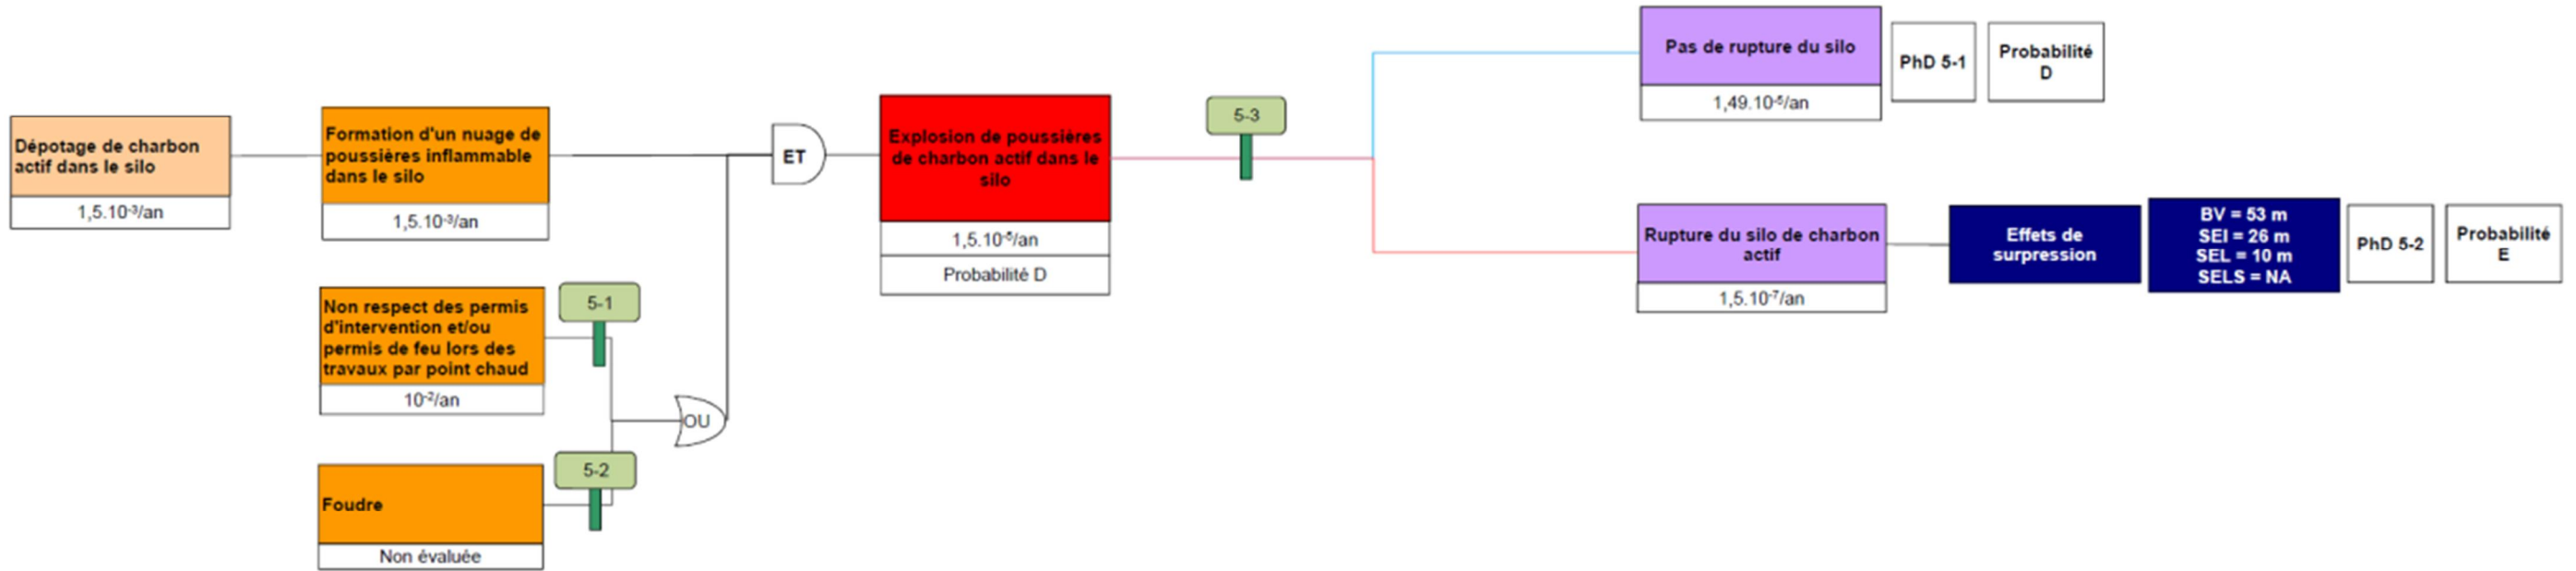 Dépotage de charbon
actif dans le silo
1,5.10⁻³/an
Formation d'un nuage de
poussières inflammable
dans le silo
1,5.10⁻³/an
Non respect des permis
d'intervention et/ou
permis de feu lors des
travaux par point chaud
10⁻²/an
5-1
Foudre
Non évaluée
5-2
OU
ET
Explosion de poussières
de charbon actif dans le
silo
1,5.10⁻⁵/an
Probabilité D
5-3
Pas de rupture du silo
1,49.10⁻⁵/an
PhD 5-1
Probabilité
D
Rupture du silo de charbon
actif
1,5.10⁻⁷/an
Effets de
surpression
BV = 53 m
SEI = 26 m
SEL = 10 m
SELS = NA
PhD 5-2
Probabilité
E